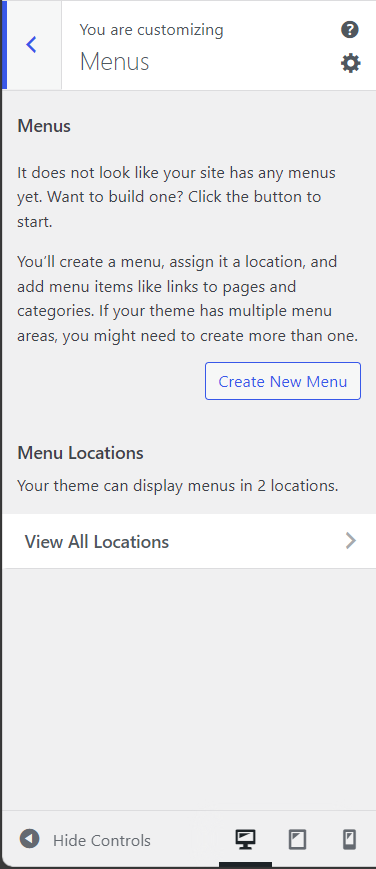 You are customizing
Menus
Menus
It does not look like your site has any menus
yet. Want to build one? Click the button to
start.
You’ll create a menu, assign it a location, and
add menu items like links to pages and
categories. If your theme has multiple menu
areas, you might need to create more than one.
Create New Menu
Menu Locations
Your theme can display menus in 2 locations.
View All Locations
Hide Controls